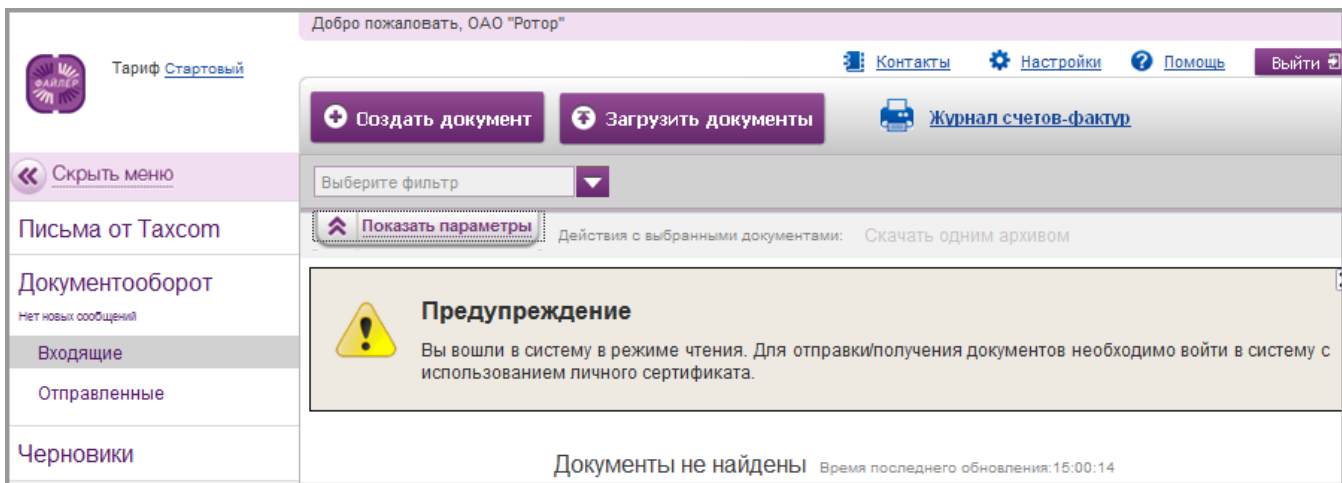 Добро пожаловать, ОАО "Ротор"
ФАЙЛЕР
Тариф Стартовый
Контакты
Настройки
Помощь
Выйти
Создать документ
Загрузить документы
Журнал счетов-фактур
Скрыть меню
Выберите фильтр
Письма от Taxcom
Показать параметры
Действия с выбранными документами:
Скачать одним архивом
Документооборот
Нет новых сообщений
Входящие
Отправленные
Черновики
Предупреждение
Вы вошли в систему в режиме чтения. Для отправки/получения документов необходимо войти в систему с
использованием личного сертификата.
Документы не найдены Время последнего обновления:15:00:14